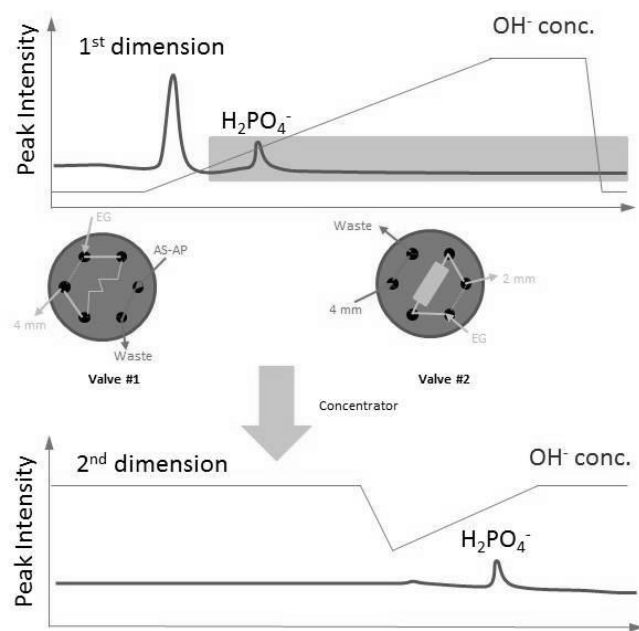 OH⁻ conc.
1st dimension
Peak Intensity
H₂PO₄⁻
EG
AS-AP
4 mm
Waste
Valve #1
Waste
2 mm
4 mm
EG
Valve #2
Concentrator
2nd dimension
OH⁻ conc.
Peak Intensity
H₂PO₄⁻